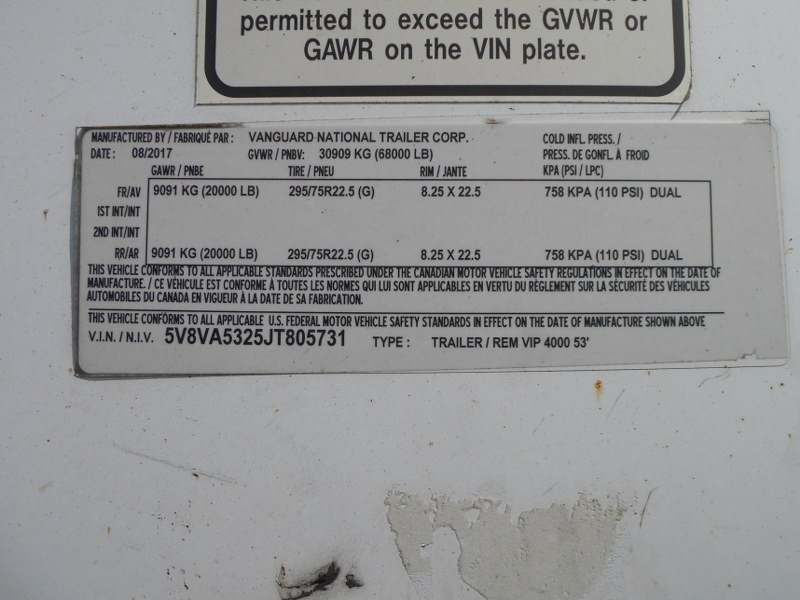 permitted to exceed the GVWR or
GAWR on the VIN plate.
MANUFACTURED BY / FABRIQUÉ PAR : VANGUARD NATIONAL TRAILER CORP. COLD INFL. PRESS. /
DATE : 08/2017 GVWR / PNBV: 30909 KG (68000 LB) PRESS. DE GONFL. À FROID
GAWR / PNBE TIRE / PNEU RIM / JANTE KPA (PSI / LPC)
FR/AV 9091 KG (20000 LB) 295/75R22.5 (G) 8.25 X 22.5 758 KPA (110 PSI) DUAL
1ST INT/INT
2ND INT/INT
RR/AR 9091 KG (20000 LB) 295/75R22.5 (G) 8.25 X 22.5 758 KPA (110 PSI) DUAL
THIS VEHICLE CONFORMS TO ALL APPLICABLE STANDARDS PRESCRIBED UNDER THE CANADIAN MOTOR VEHICLE SAFETY REGULATIONS IN EFFECT ON THE DATE OF
MANUFACTURE. / CE VÉHICULE EST CONFORME À TOUTES LES NORMES QUI LUI SONT APPLICABLES EN VERTU DU RÈGLEMENT SUR LA SÉCURITÉ DES VÉHICULES
AUTOMOBILES DU CANADA EN VIGUEUR À LA DATE DE SA FABRICATION.
THIS VEHICLE CONFORMS TO ALL APPLICABLE U.S. FEDERAL MOTOR VEHICLE SAFETY STANDARDS IN EFFECT ON THE DATE OF MANUFACTURE SHOWN ABOVE
V.I.N. / N.I.V. 5V8VA5325JT805731 TYPE : TRAILER / REM VIP 4000 53'